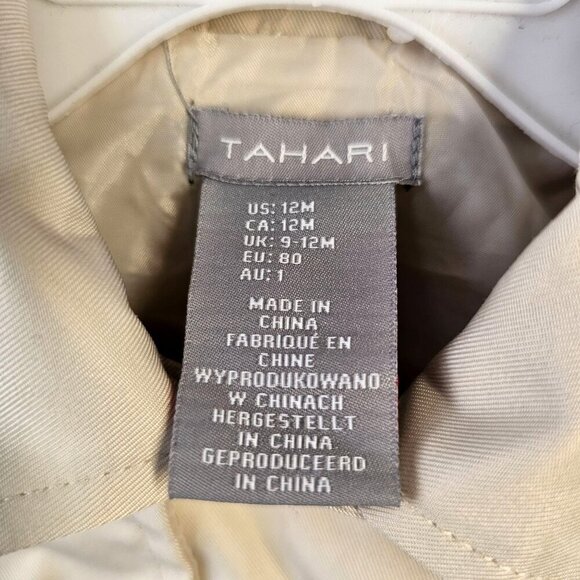 TAHARI
US: 12M
CA: 12M
UK: 9-12M
EU: 80
AU: 1
MADE IN
CHINA
FABRIQUÉ EN
CHINE
WYPRODUKOWANO
W CHINACH
HERGESTELLT
IN CHINA
GEPRODUCEERD
IN CHINA